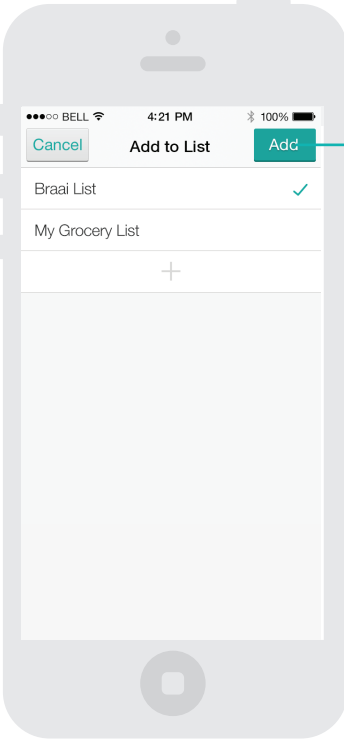 BELL 4:21 PM 100%
Cancel Add to List Add
Braai List
My Grocery List